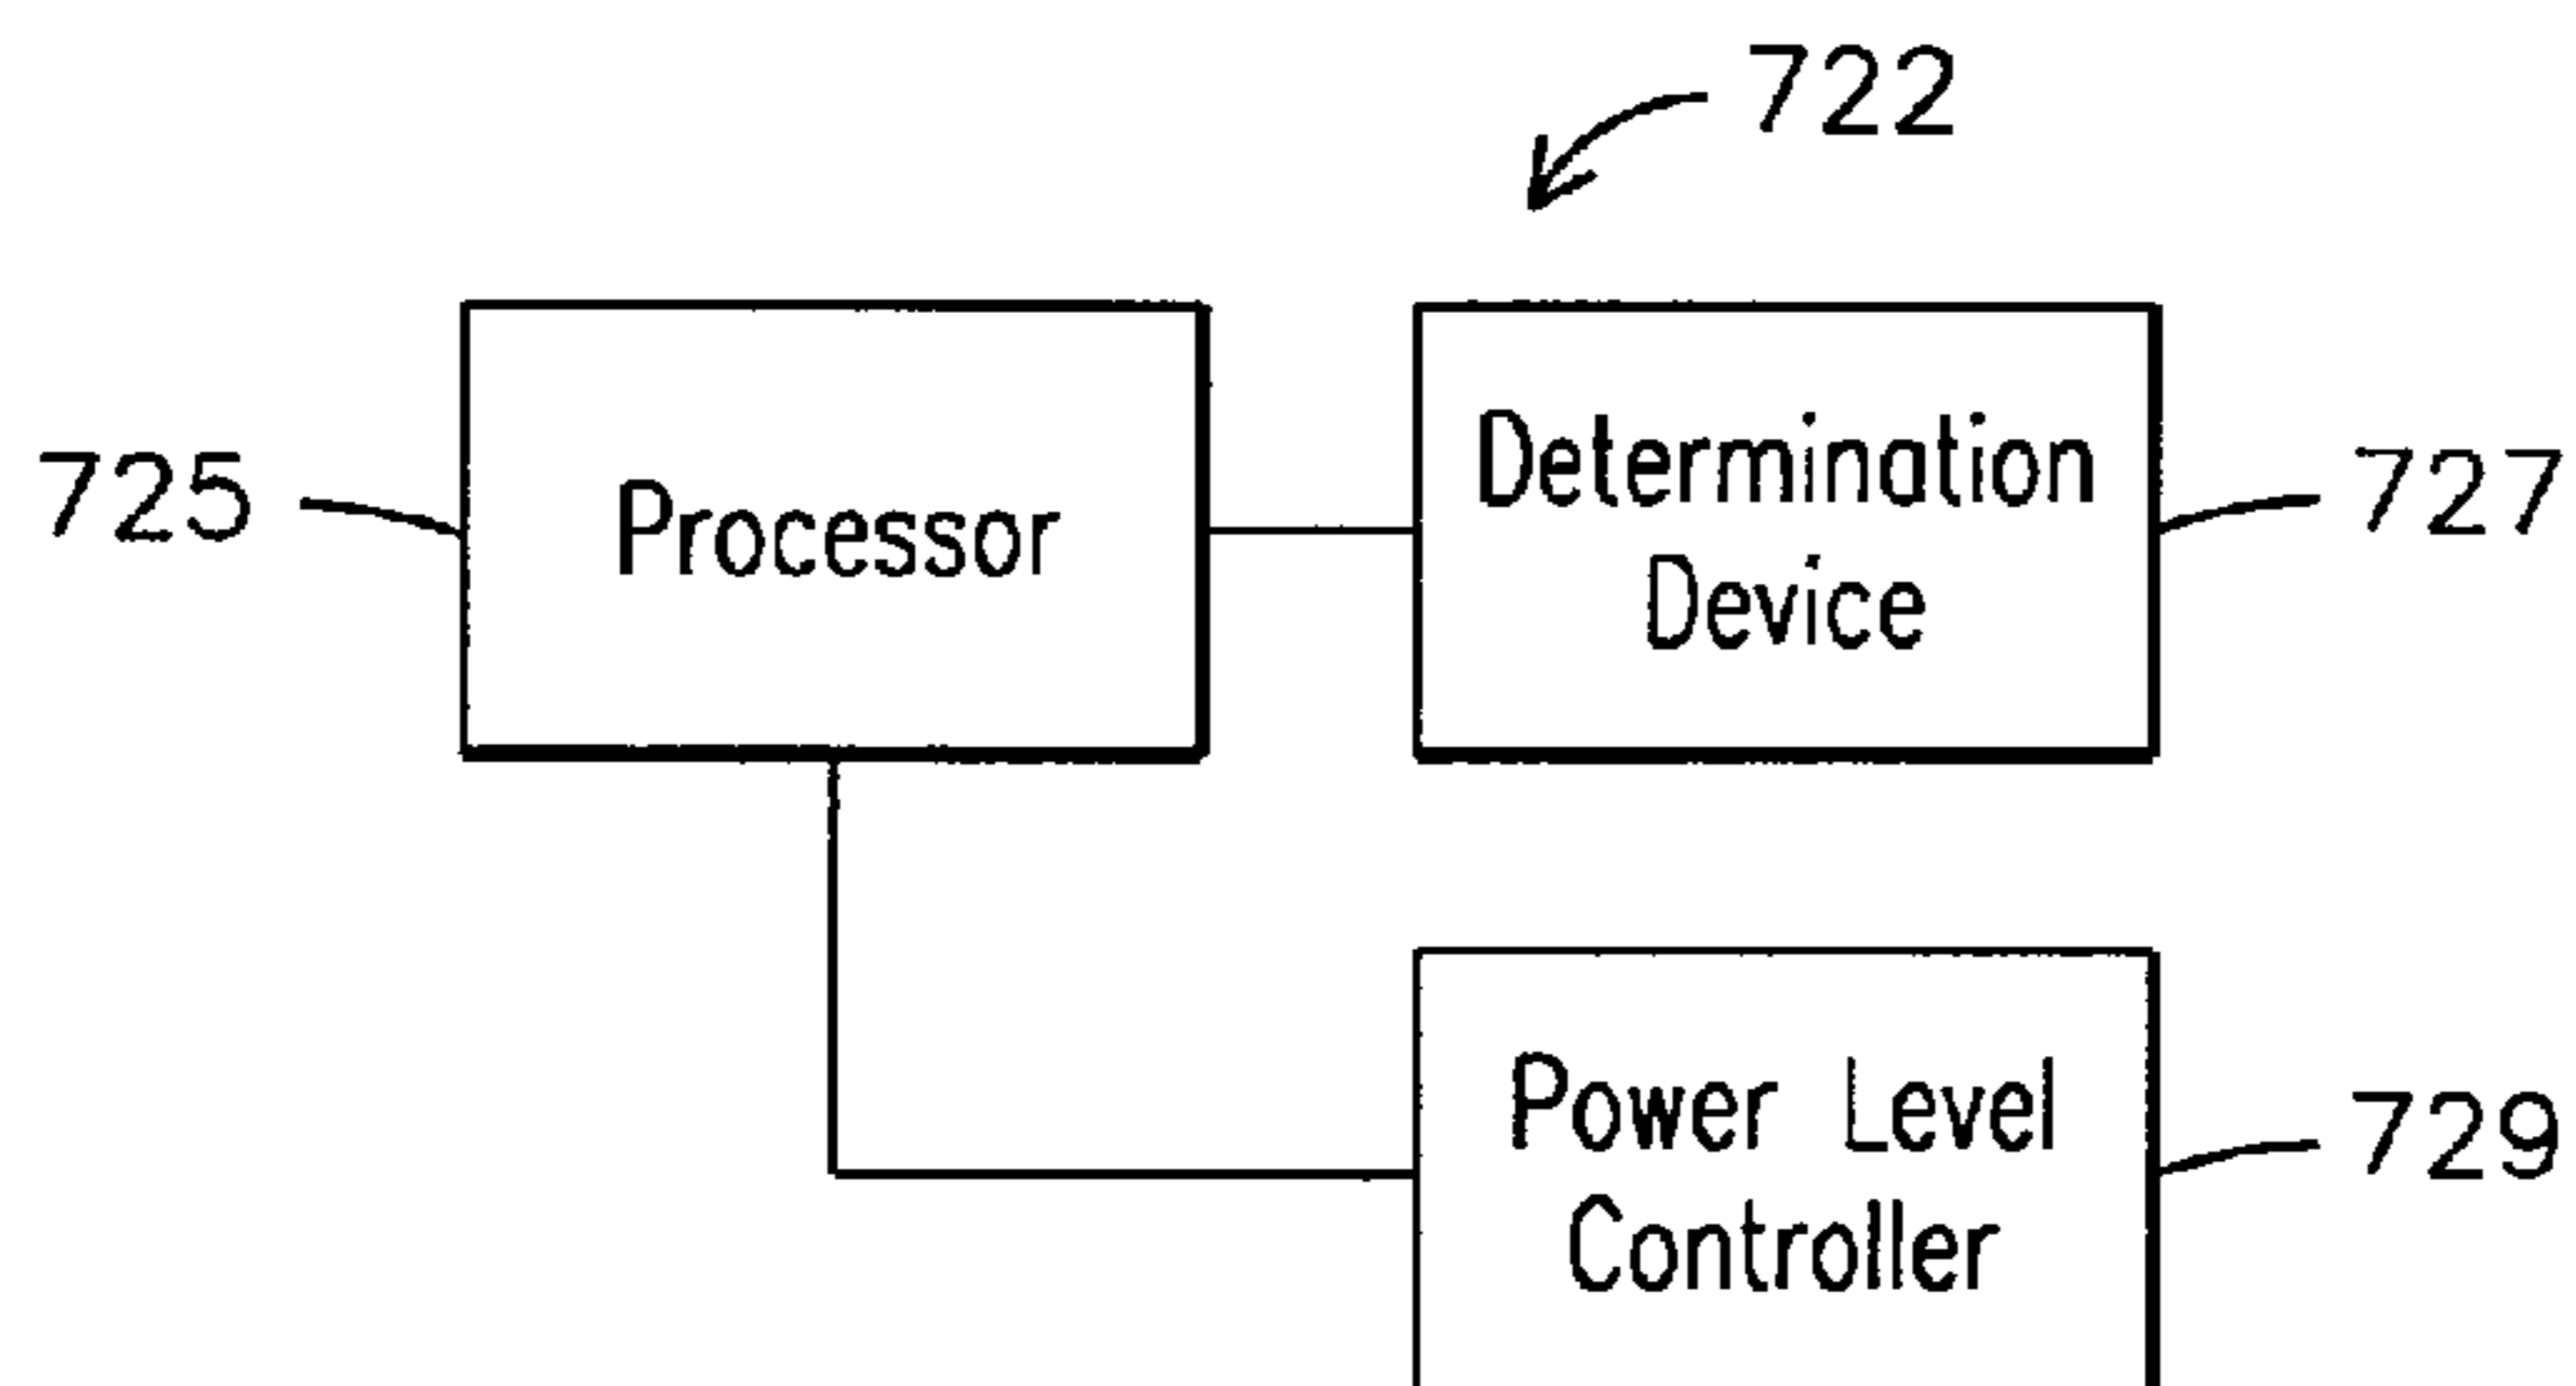 722
725
Processor
Determination
Device
727
Power Level
Controller
729